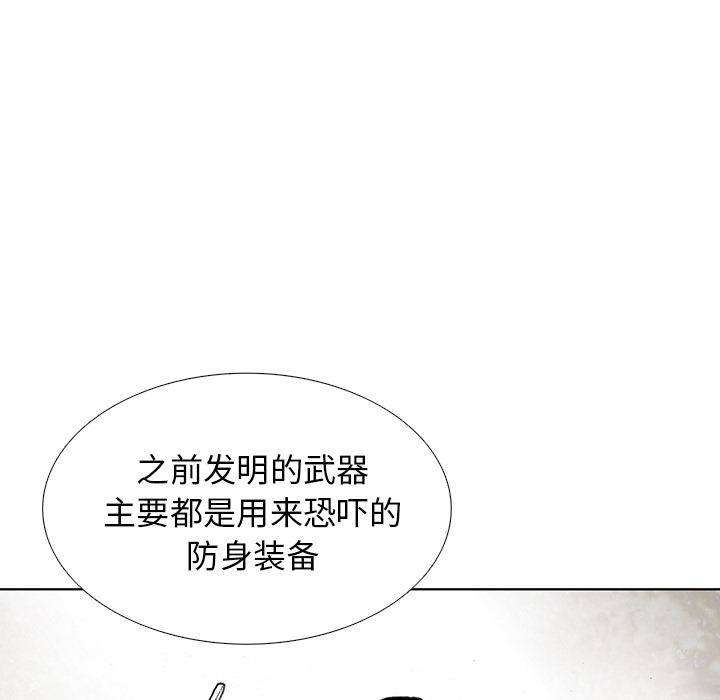 之前发明的武器
主要都是用来恐吓的
防身装备